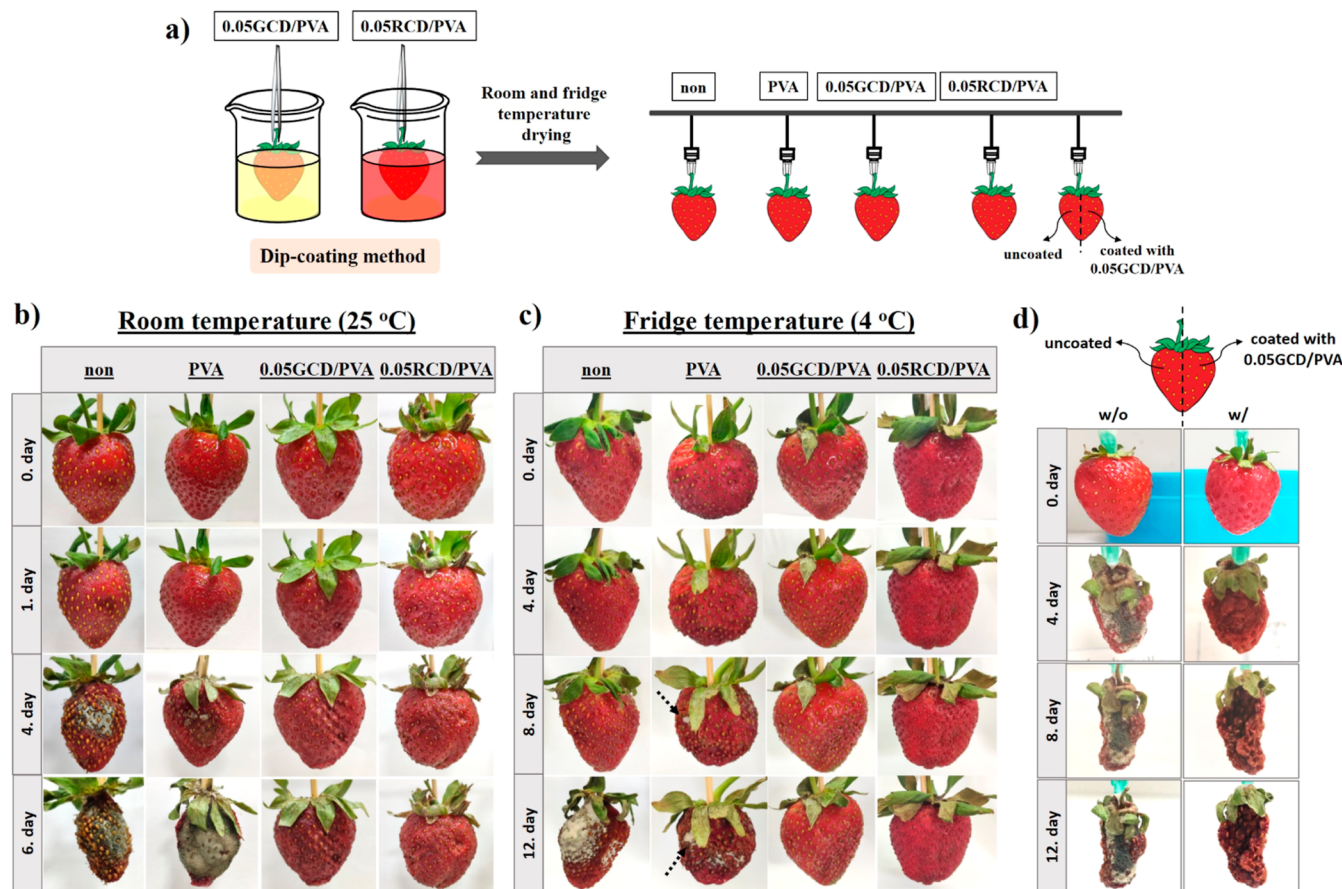 a)
0.05GCD/PVA
0.05RCD/PVA
Room and fridge
temperature
drying
non
PVA
0.05GCD/PVA
0.05RCD/PVA
uncoated
coated with
0.05GCD/PVA
Dip-coating method
b)
Room temperature (25 °C)
non
PVA
0.05GCD/PVA
0.05RCD/PVA
0. day
1. day
4. day
6. day
c)
Fridge temperature (4 °C)
non
PVA
0.05GCD/PVA
0.05RCD/PVA
0. day
4. day
8. day
12. day
d)
uncoated
coated with
0.05GCD/PVA
w/o
w/
0. day
4. day
8. day
12. day